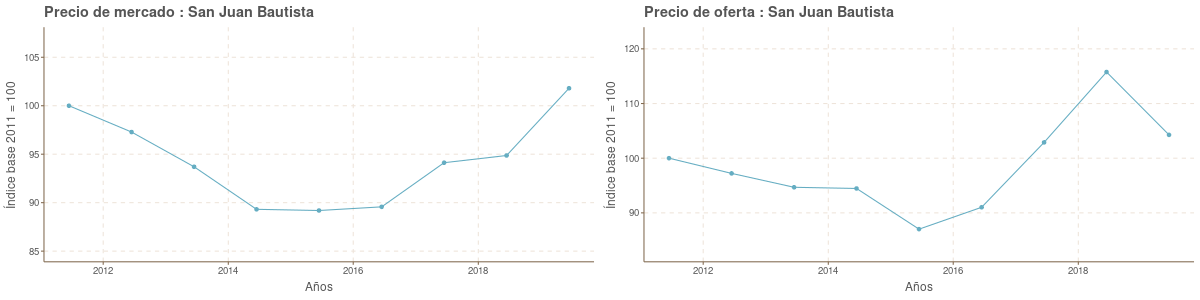 Precio de mercado : San Juan Bautista
Índice base 2011 = 100
105
100
95
90
85
2012
2014
2016
2018
Años
Precio de oferta : San Juan Bautista
Índice base 2011 = 100
120
110
100
90
2012
2014
2016
2018
Años